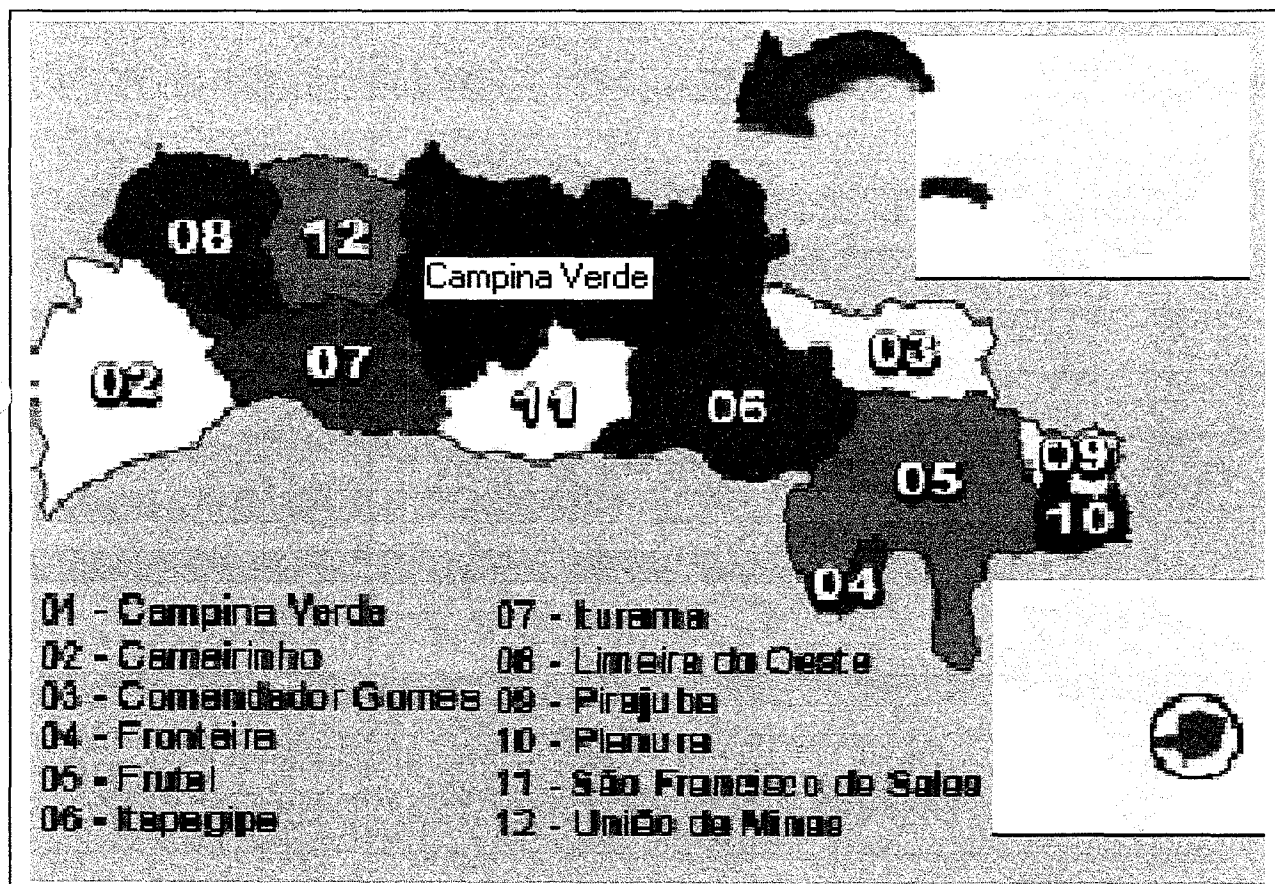 08
12
Campina Verde
02
07
11
06
03
05
09
10
04
01 - Campina Verde
02 - Carneirinho
03 - Comendador Gomes
04 - Fronteira
05 - Frutal
06 - Itapagipe
07 - Iturama
08 - Limeira do Oeste
09 - Pirajuba
10 - Planura
11 - São Francisco de Sales
12 - União de Minas